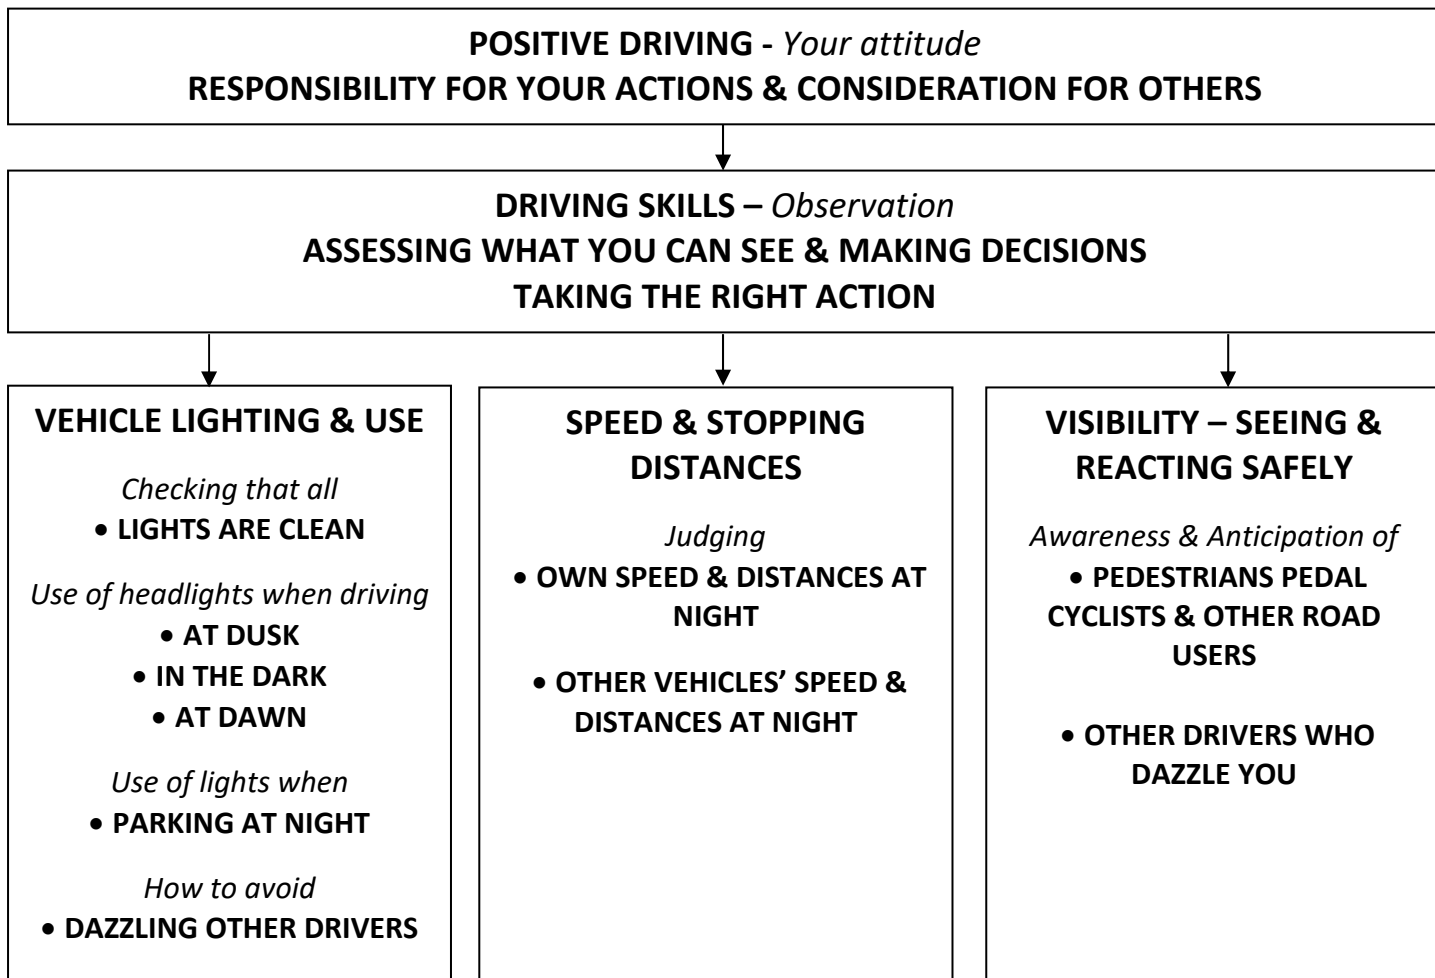 POSITIVE DRIVING - Your attitude
RESPONSIBILITY FOR YOUR ACTIONS & CONSIDERATION FOR OTHERS
DRIVING SKILLS – Observation
ASSESSING WHAT YOU CAN SEE & MAKING DECISIONS
TAKING THE RIGHT ACTION
VEHICLE LIGHTING & USE
Checking that all
• LIGHTS ARE CLEAN
Use of headlights when driving
• AT DUSK
• IN THE DARK
• AT DAWN
Use of lights when
• PARKING AT NIGHT
How to avoid
• DAZZLING OTHER DRIVERS
SPEED & STOPPING
DISTANCES
Judging
• OWN SPEED & DISTANCES AT
NIGHT
• OTHER VEHICLES’ SPEED &
DISTANCES AT NIGHT
VISIBILITY – SEEING &
REACTING SAFELY
Awareness & Anticipation of
• PEDESTRIANS PEDAL
CYCLISTS & OTHER ROAD
USERS
• OTHER DRIVERS WHO
DAZZLE YOU